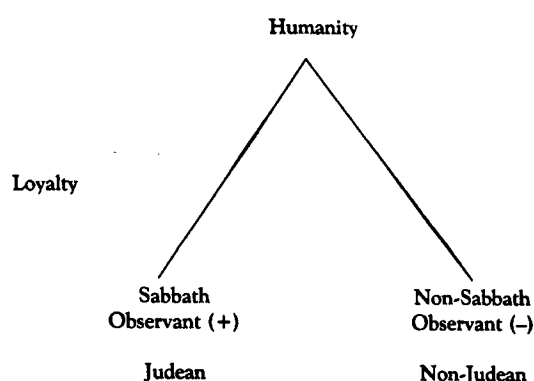 Humanity
Loyalty
Sabbath
Observant (+)
Non-Sabbath
Observant (–)
Judean
Non-Judean